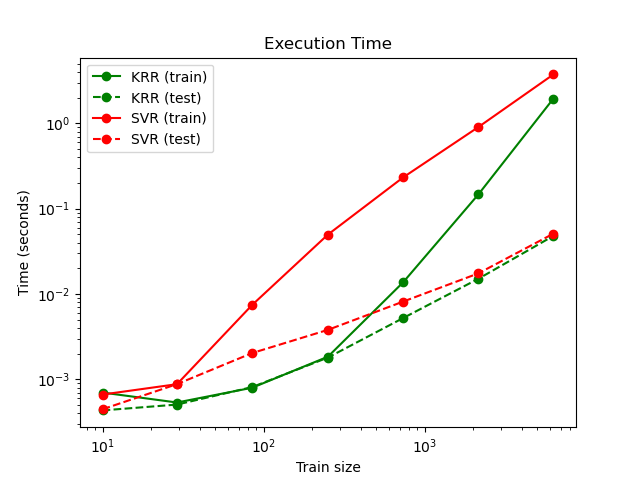 Execution Time
KRR (train)
KRR (test)
SVR (train)
SVR (test)
10⁰
10⁻¹
10⁻²
10⁻³
Time (seconds)
10¹
10²
10³
Train size